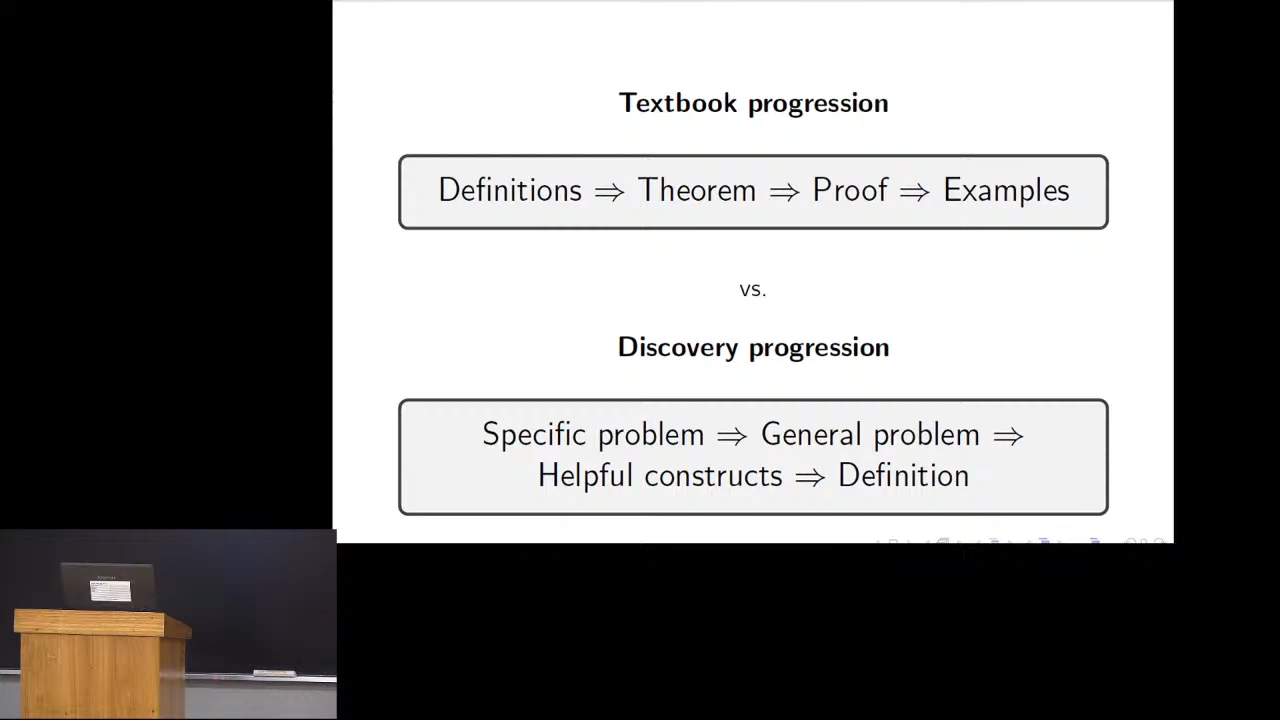 Textbook progression
Definitions ⇒ Theorem ⇒ Proof ⇒ Examples
vs.
Discovery progression
Specific problem ⇒ General problem ⇒
Helpful constructs ⇒ Definition